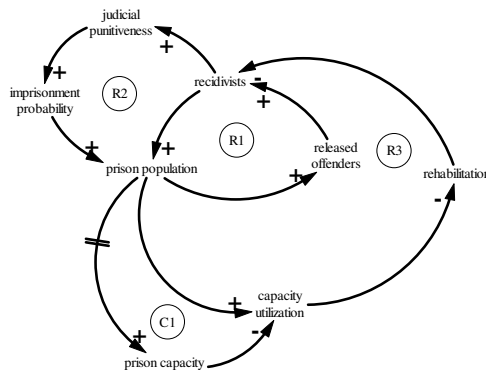 judicial
punitiveness
+
+
-
recidivists
+
imprisonment
probability
R2
+
+
R1
released
offenders
R3
rehabilitation
+
prison population
+
-
capacity
utilization
+
C1
-
+
prison capacity